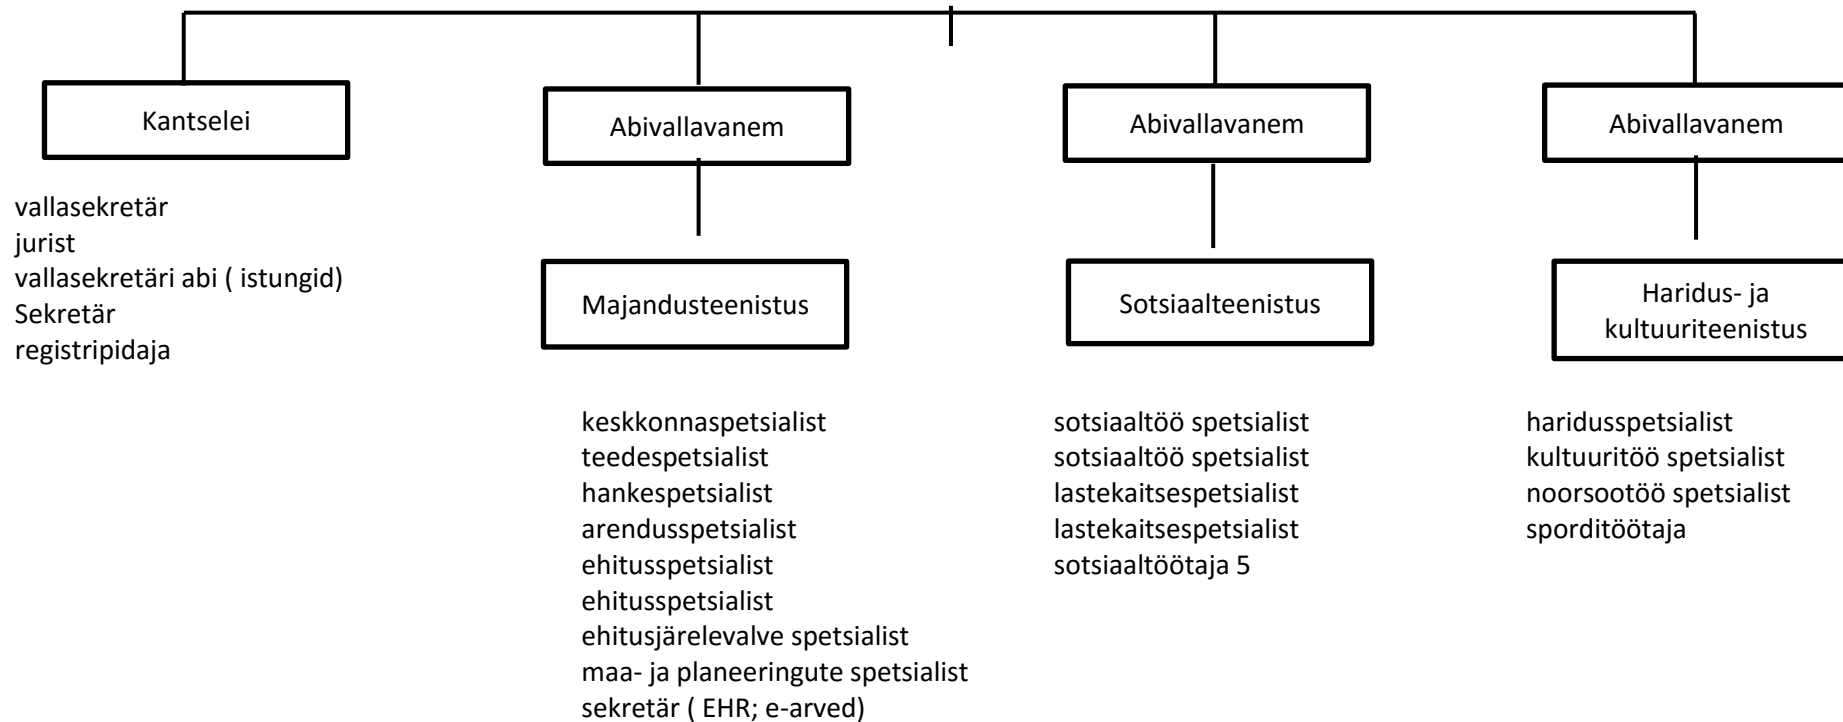 Kantselei
vallasekretär
jurist
vallasekretäri abi ( istungid)
Sekretär
registripidaja
Abivallavanem
Majandusteenistus
keskkonnaspetsialist
teedespetsialist
hankespetsialist
arendusspetsialist
ehitusspetsialist
ehitusspetsialist
ehitusjärelevalve spetsialist
maa- ja planeeringute spetsialist
sekretär ( EHR; e-arved)
Abivallavanem
Sotsiaalteenistus
sotsiaaltöö spetsialist
sotsiaaltöö spetsialist
lastekaitsespetsialist
lastekaitsespetsialist
sotsiaaltöötaja 5
Abivallavanem
Haridus- ja
kultuuriteenistus
haridusspetsialist
kultuuritöö spetsialist
noorsootöö spetsialist
sporditöötaja